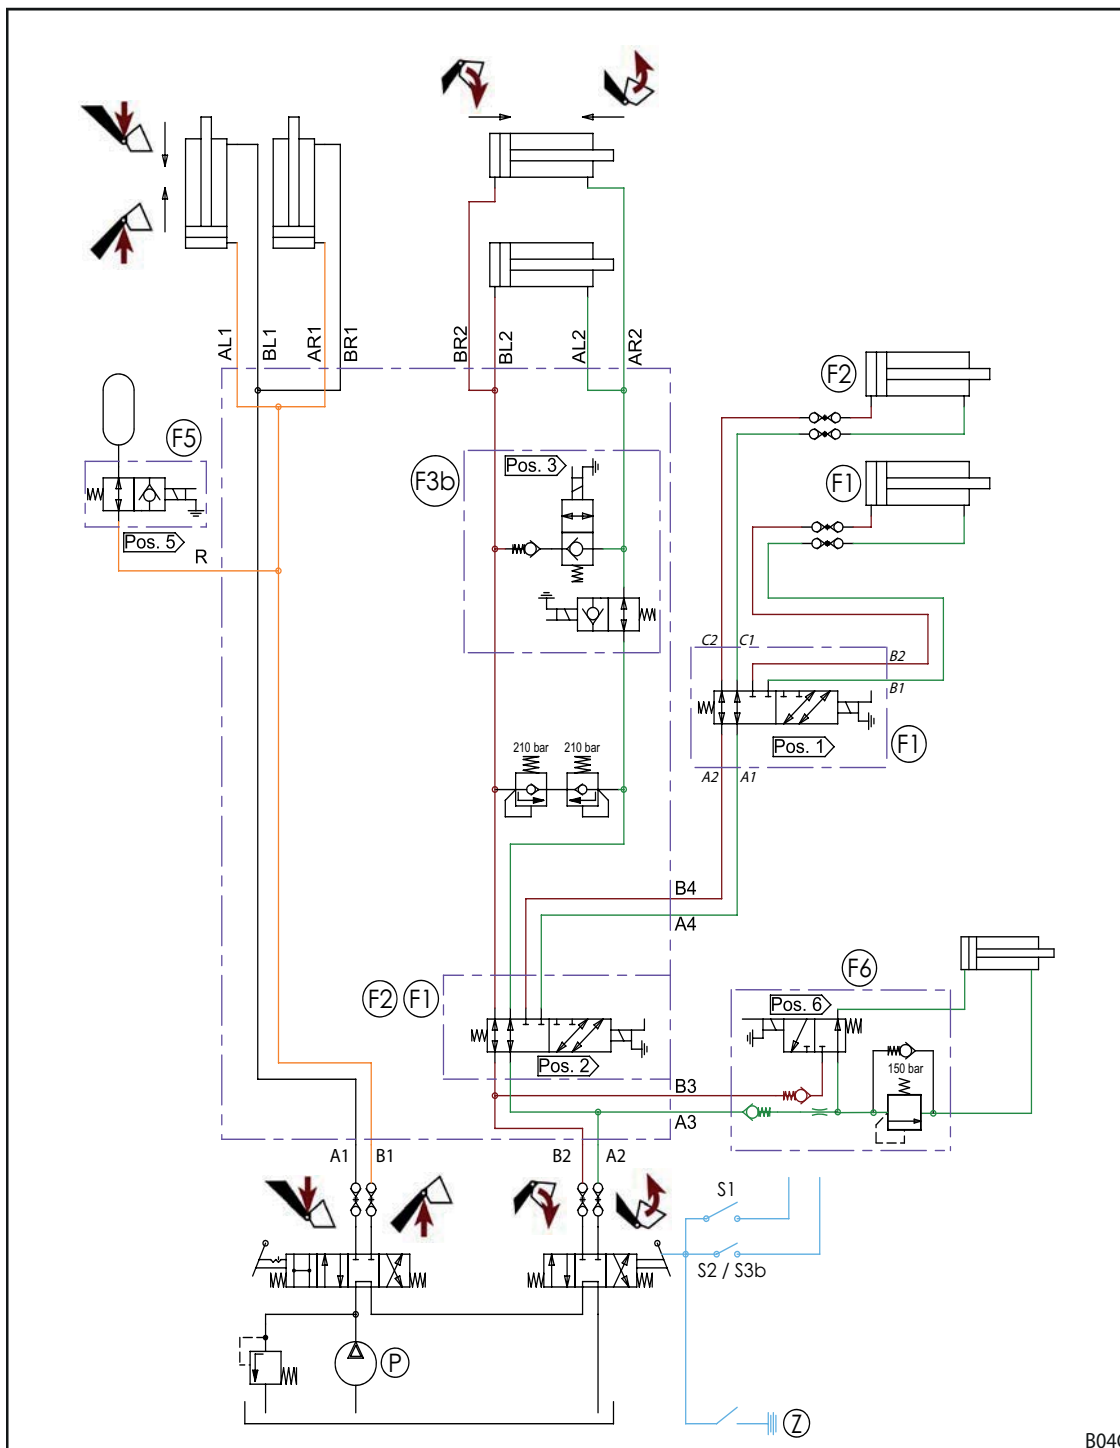 AL1
BL1
AR1
BR1
BR2
BL2
AL2
AR2
F2
F5
F3b
Pos. 3
F1
Pos. 5
R
C2
C1
B2
B1
Pos. 1
F1
210 bar
210 bar
A2
A1
B4
A4
F6
F2
F1
Pos. 6
Pos. 2
150 bar
B3
A3
A1
B1
B2
A2
S1
S2 / S3b
P
Z